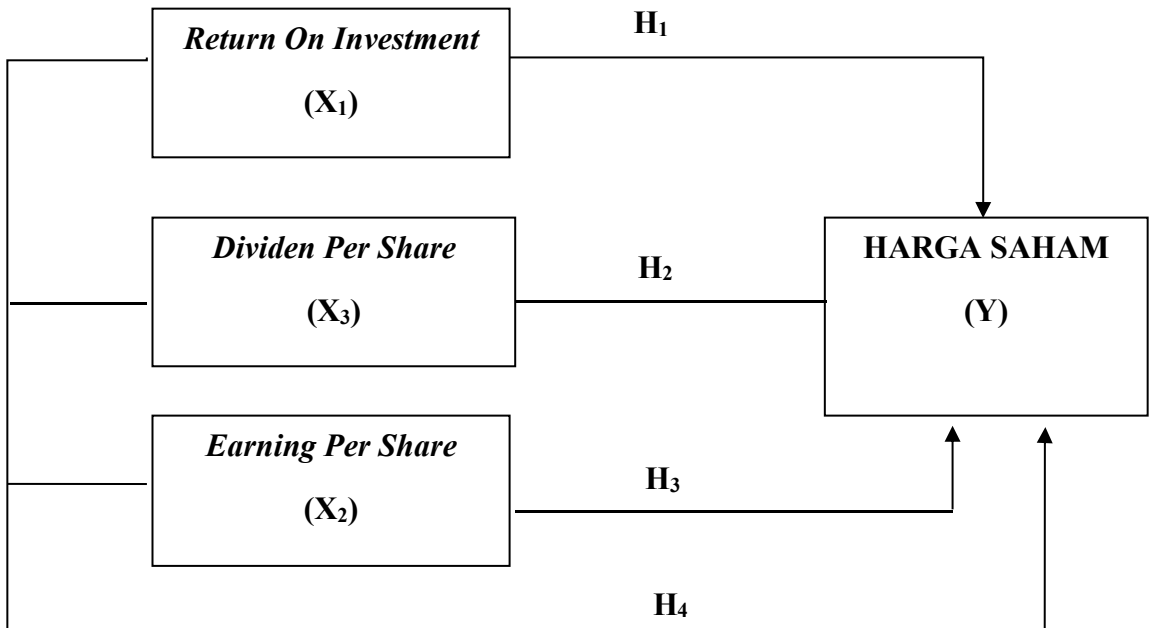 H₁
Return On Investment
(X₁)
Dividen Per Share
(X₃)
H₂
HARGA SAHAM
(Y)
Earning Per Share
(X₂)
H₃
H₄